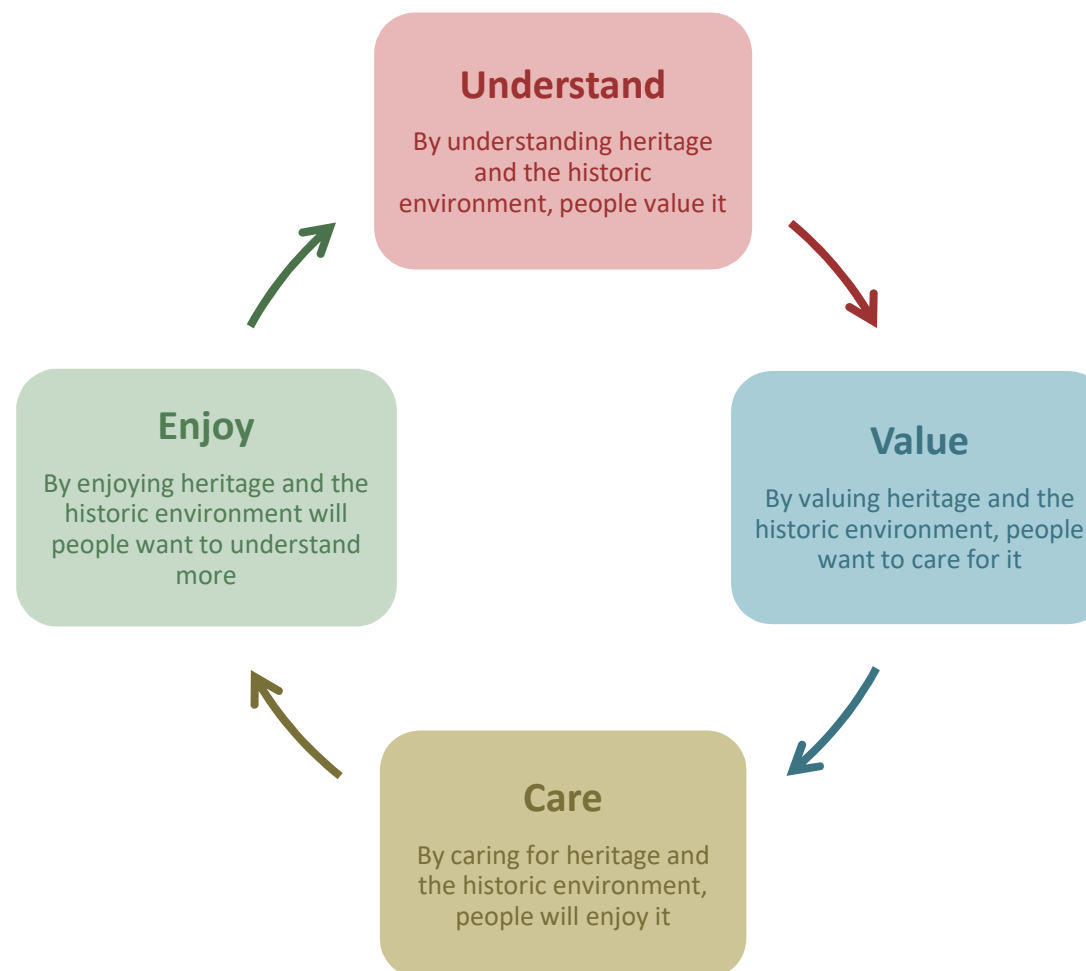 Understand
By understanding heritage
and the historic
environment, people value it
Value
By valuing heritage and the
historic environment, people
want to care for it
Care
By caring for heritage and
the historic environment,
people will enjoy it
Enjoy
By enjoying heritage and the
historic environment will
people want to understand
more